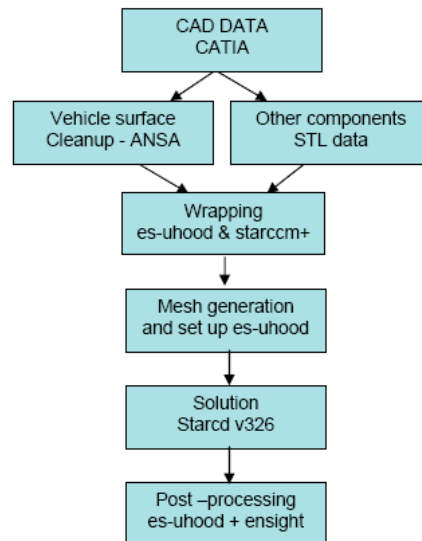 CAD DATA
CATIA
Vehicle surface
Cleanup - ANSA
Other components
STL data
Wrapping
es-uhood & starccm+
Mesh generation
and set up es-uhood
Solution
Starcd v326
Post –processing
es-uhood + ensight